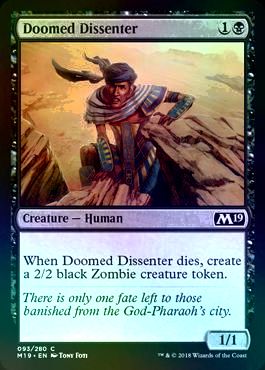 Doomed Dissenter 1
Creature — Human M19
When Doomed Dissenter dies, create
a 2/2 black Zombie creature token.
There is only one fate left to those
banished from the God-Pharaoh's city.
1/1
093/280 C
M19 • EN Tony Foti ™ & © 2018 Wizards of the Coast